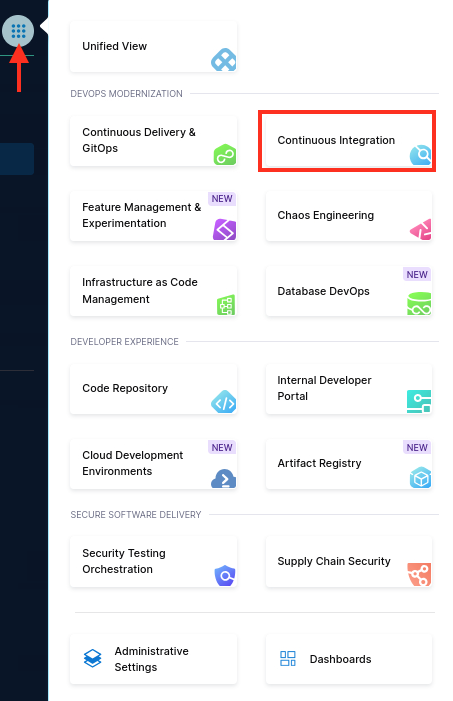 Unified View
DEVOPS MODERNIZATION
Continuous Delivery &
GitOps
Continuous Integration
NEW
Feature Management &
Experimentation
Chaos Engineering
Infrastructure as Code
Management
NEW
Database DevOps
DEVELOPER EXPERIENCE
Code Repository
Internal Developer
Portal
NEW
Cloud Development
Environments
NEW
Artifact Registry
SECURE SOFTWARE DELIVERY
Security Testing
Orchestration
Supply Chain Security
Administrative
Settings
Dashboards